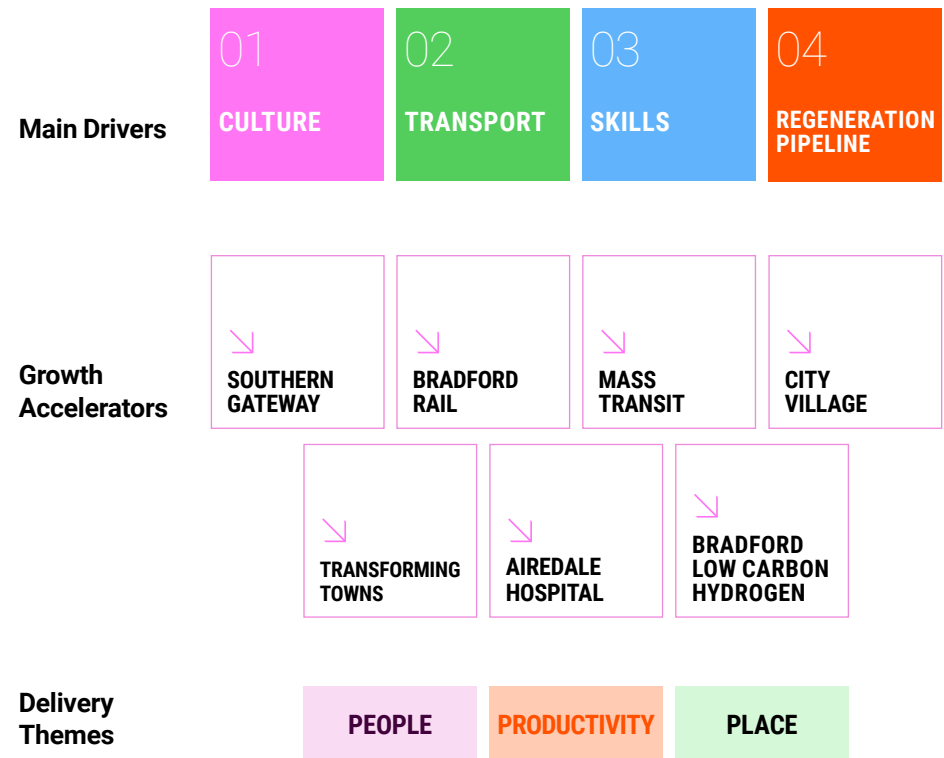 Main Drivers
01
CULTURE
02
TRANSPORT
03
SKILLS
04
REGENERATION
PIPELINE
Growth
Accelerators
SOUTHERN
GATEWAY
BRADFORD
RAIL
MASS
TRANSIT
CITY
VILLAGE
TRANSFORMING
TOWNS
AIREDALE
HOSPITAL
BRADFORD
LOW CARBON
HYDROGEN
Delivery
Themes
PEOPLE
PRODUCTIVITY
PLACE